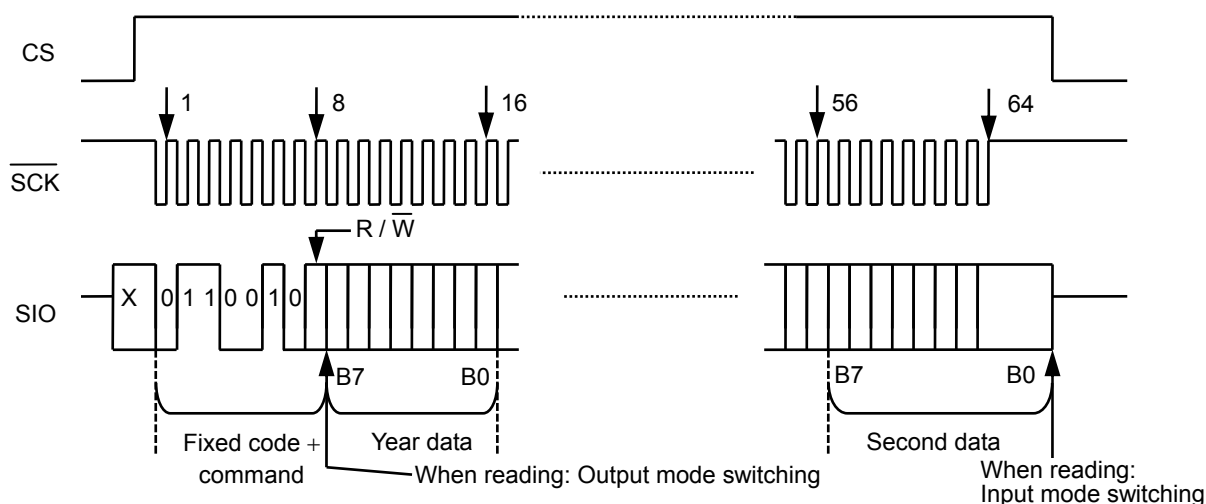 CS
1 8 16 56 64
SCK
R / W
SIO
X 0 1 1 0 0 1 0
B7 B0 B7 B0
Fixed code +
command
Year data
Second data
When reading: Output mode switching
When reading:
Input mode switching